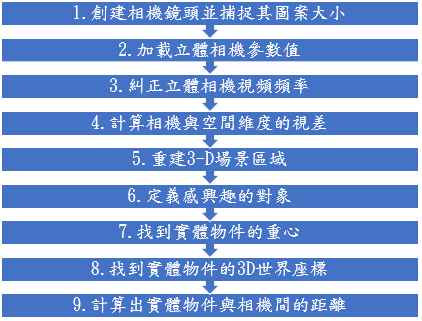 1.創建相機鏡頭並捕捉其圖案大小
2.加载立體相機參數值
3.糾正立體相機視頻頻率
4.計算相機與空間维度的視差
5.重建3-D場景區域
6.定義感興趣的對象
7.找到實體物件的重心
8.找到實體物件的3D世界座標
9.計算出實體物件與相機間的距離